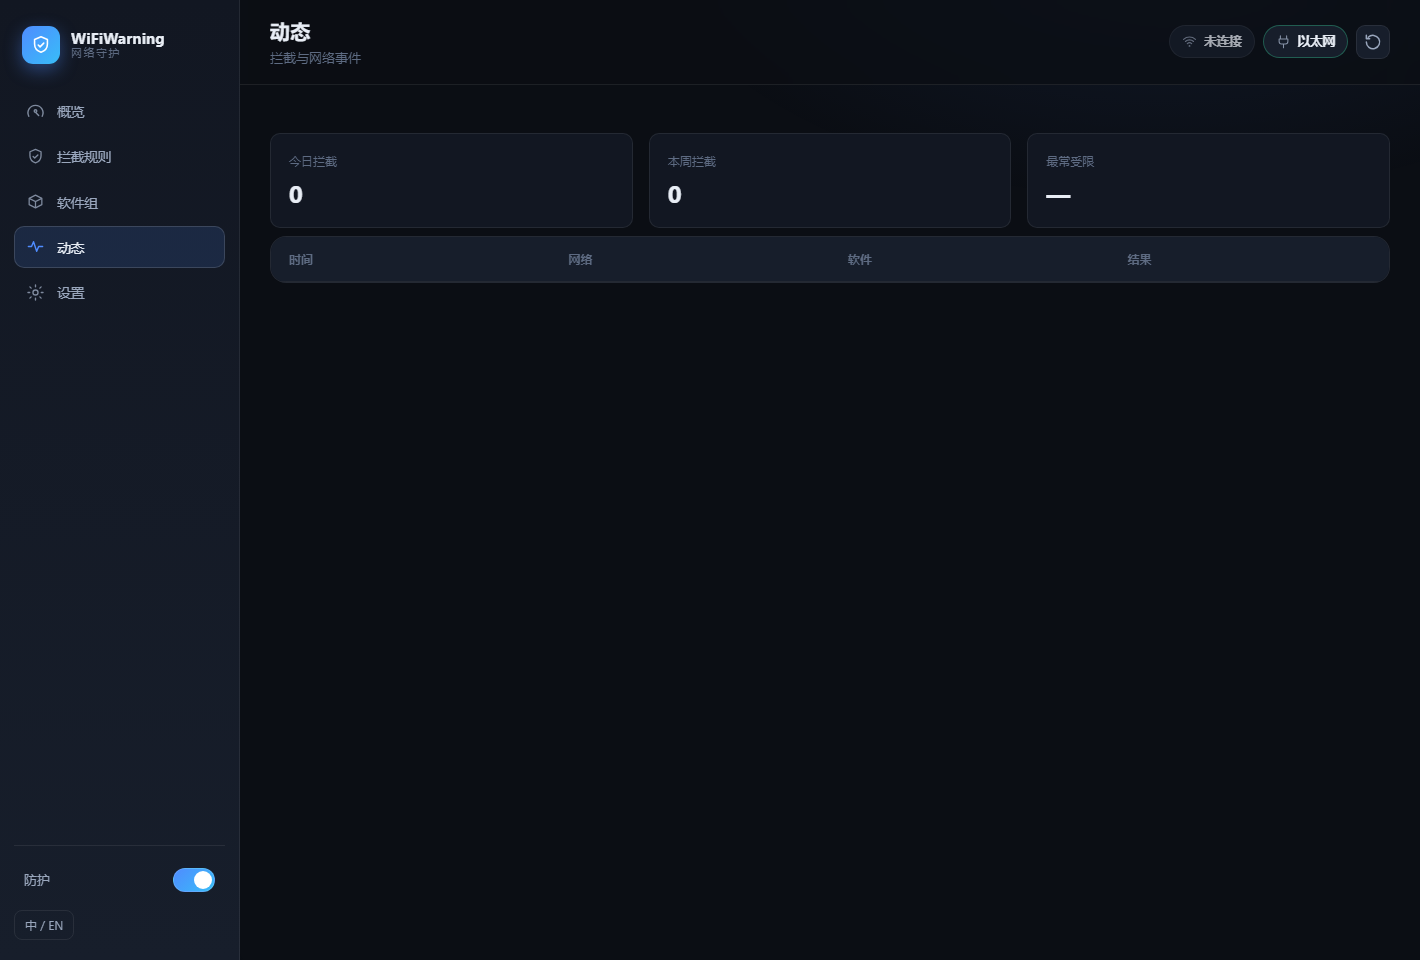 WiFiWarning
网络守护
概览
拦截规则
软件组
动态
设置
防护
中 / EN
动态
拦截与网络事件
未连接
以太网
今日拦截
0
本周拦截
0
最常受限
—
时间 网络 软件 结果